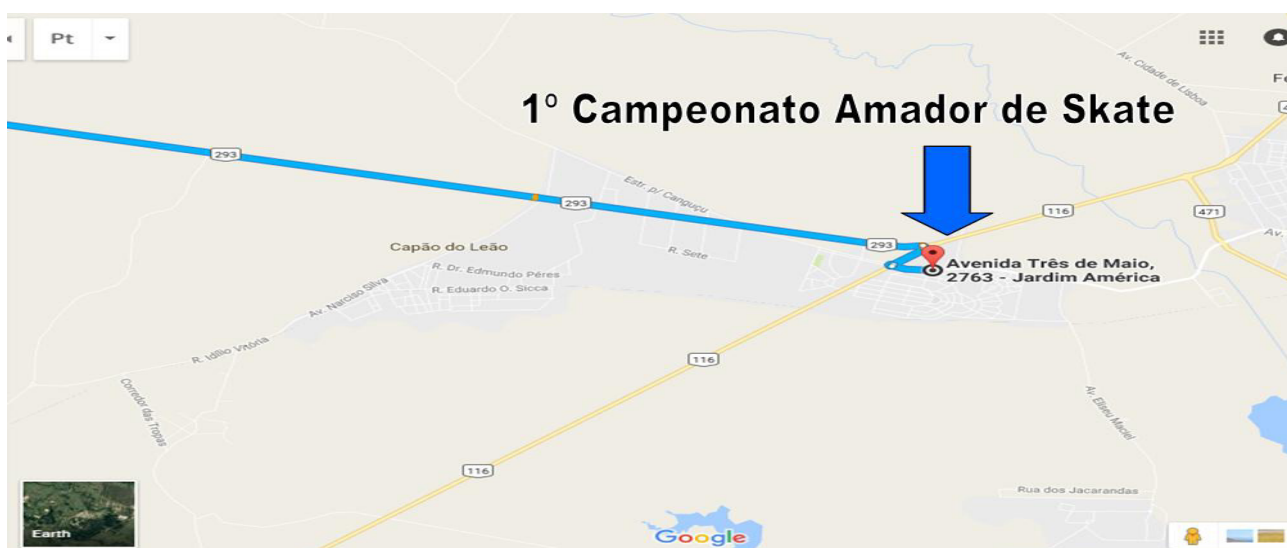 Pt
Av. Cidade de Lisboa
Fe
1º Campeonato Amador de Skate
293
Estr. p/ Canguçu
293
116
471
Capão do Leão
R. Sete
293
Av.
Avenida Três de Maio,
2763 - Jardim América
R. Dr. Edmundo Péres
R. Eduardo O. Sicca
Av. Narciso Silva
R. Idílio Vitória
116
Corredor das Tropas
Av. Eliseu Maciel
116
Rua dos Jacarandas
Earth
Google